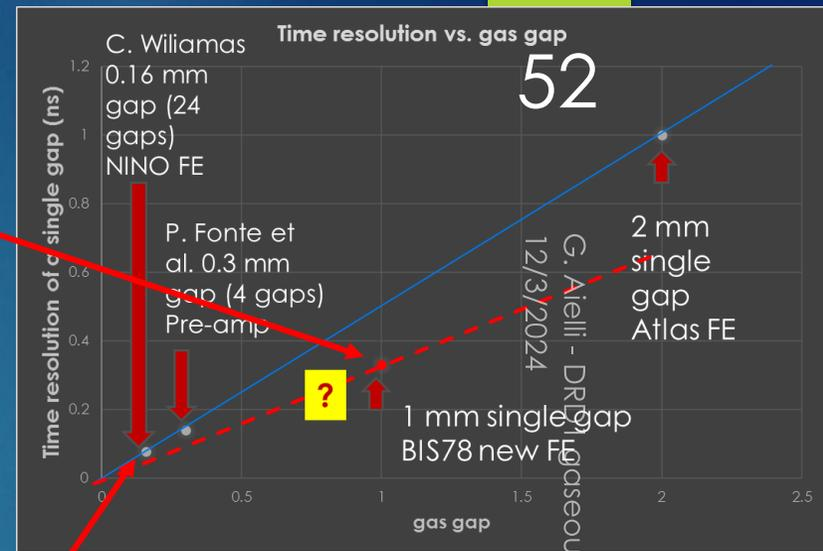 Time resolution vs. gas gap
52
C. Wiliamas
0.16 mm
gap (24
gaps)
NINO FE
P. Fonte et
al. 0.3 mm
gap (4 gaps)
Pre-amp
2 mm
single
gap
Atlas FE
?
1 mm single gap
BIS78 new FE
Time resolution of a single gap (ns)
1.2
1
0.8
0.6
0.4
0.2
0
0
0.5
1
1.5
2
2.5
gas gap
G. Aielli - DRD1 gaseou
12/3/2024